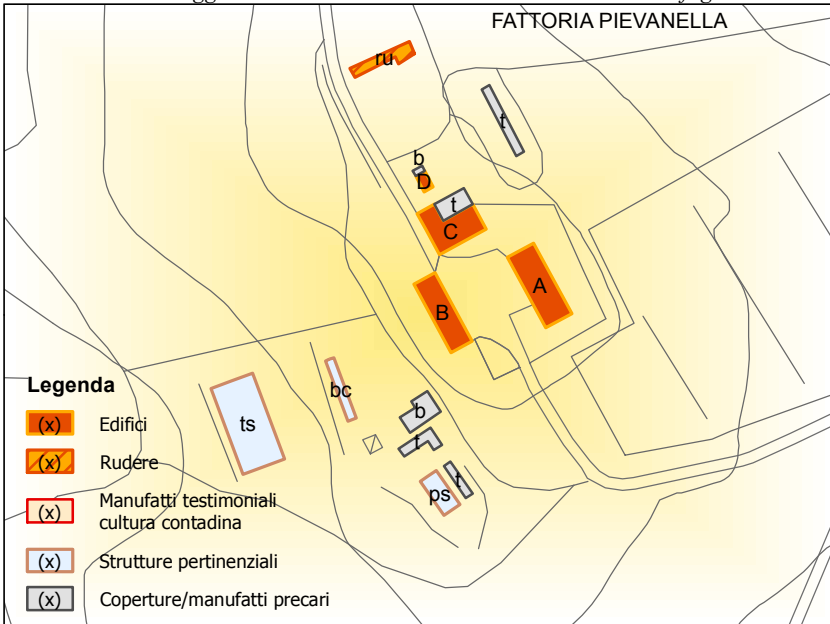 FATTORIA PIEVANELLA
ru
t
b
D
t
C
A
B
bc
ts
b
t
t
ps
Legenda
(x) Edifici
(x) Rudere
(x) Manufatti testimoniali
cultura contadina
(x) Strutture pertinenziali
(x) Coperture/manufatti precari